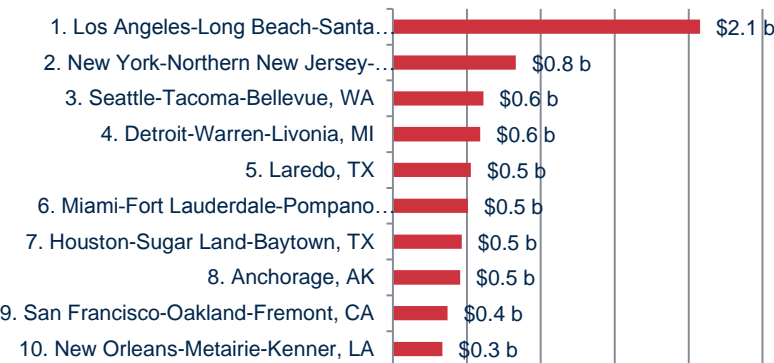 1. Los Angeles-Long Beach-Santa… $2.1 b
2. New York-Northern New Jersey-… $0.8 b
3. Seattle-Tacoma-Bellevue, WA $0.6 b
4. Detroit-Warren-Livonia, MI $0.6 b
5. Laredo, TX $0.5 b
6. Miami-Fort Lauderdale-Pompano… $0.5 b
7. Houston-Sugar Land-Baytown, TX $0.5 b
8. Anchorage, AK $0.5 b
9. San Francisco-Oakland-Fremont, CA $0.4 b
10. New Orleans-Metairie-Kenner, LA $0.3 b